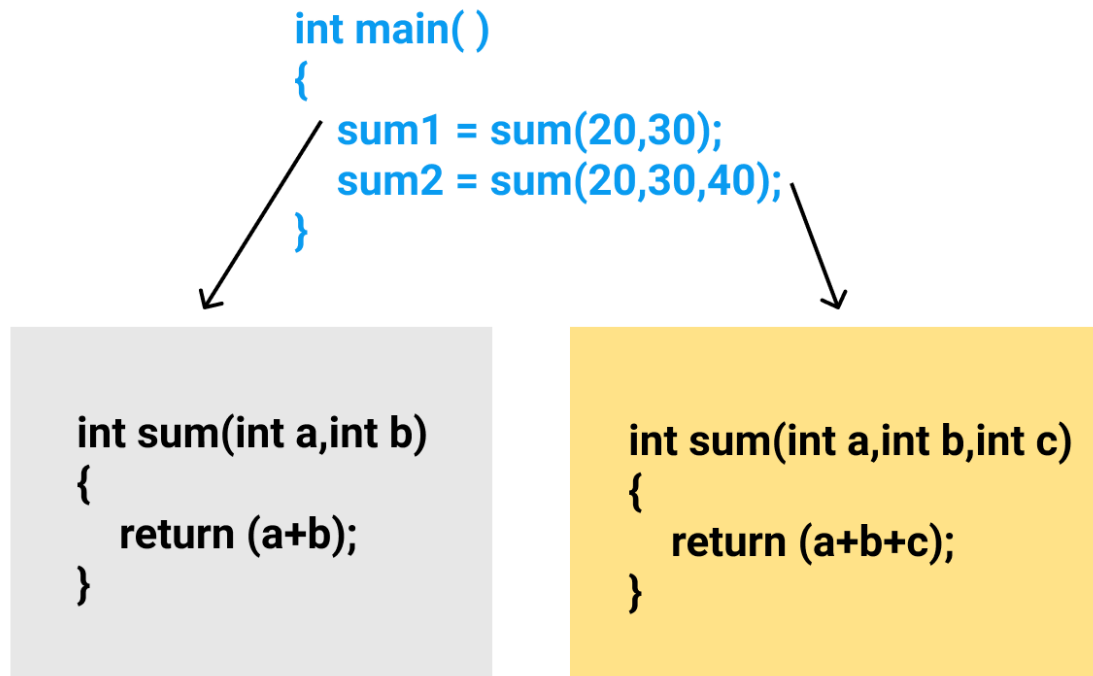 int main( )
{
sum1 = sum(20,30);
sum2 = sum(20,30,40);
}
int sum(int a,int b)
{
return (a+b);
}
int sum(int a,int b,int c)
{
return (a+b+c);
}